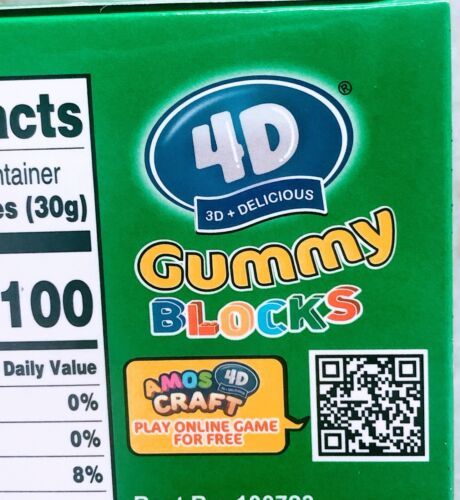 acts
ntainer
es (30g)
100
Daily Value
0%
0%
8%
4D
®
3D + DELICIOUS
Gummy
BLOCKS
AMOS 4D
CRAFT
PLAY ONLINE GAME
FOR FREE